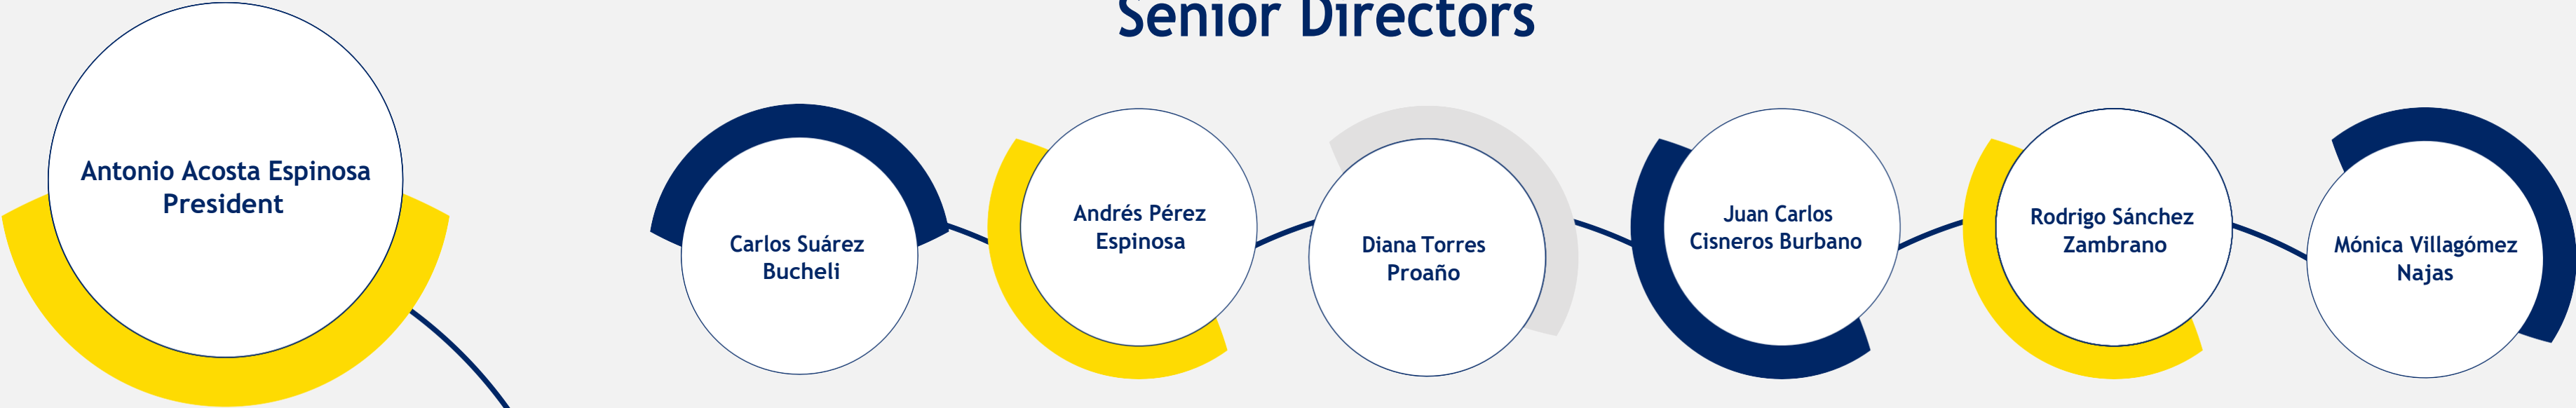 Senior Directors
Antonio Acosta Espinosa
President
Carlos Suárez
Bucheli
Andrés Pérez
Espinosa
Diana Torres
Proaño
Juan Carlos
Cisneros Burbano
Rodrigo Sánchez
Zambrano
Mónica Villagómez
Najas